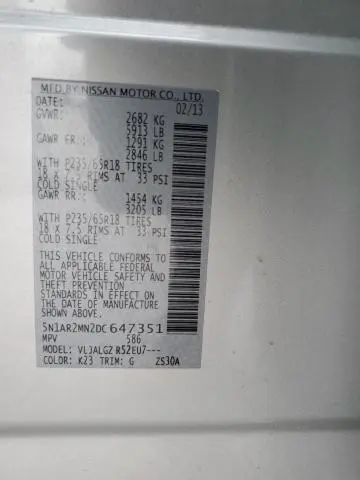 MFD BY NISSAN MOTOR CO., LTD.
DATE: 02/13
GVWR: 2682 KG
5913 LB
GAWR FR: 1291 KG
2846 LB
WITH P235/65R18 TIRES
18 X 7.5 RIMS AT 33 PSI
COLD SINGLE
GAWR RR: 1454 KG
3205 LB
WITH P235/65R18 TIRES
18 X 7.5 RIMS AT 33 PSI
COLD SINGLE
THIS VEHICLE CONFORMS TO ALL
APPLICABLE U.S. FEDERAL
MOTOR VEHICLE SAFETY AND
THEFT PREVENTION
STANDARDS IN EFFECT ON THE
DATE OF MANUFACTURE SHOWN
ABOVE.
5N1AR2MN2DC647351
MPV 586
MODEL: VLJALGZ R52EU7---
COLOR: K23 TRIM: G ZS30A